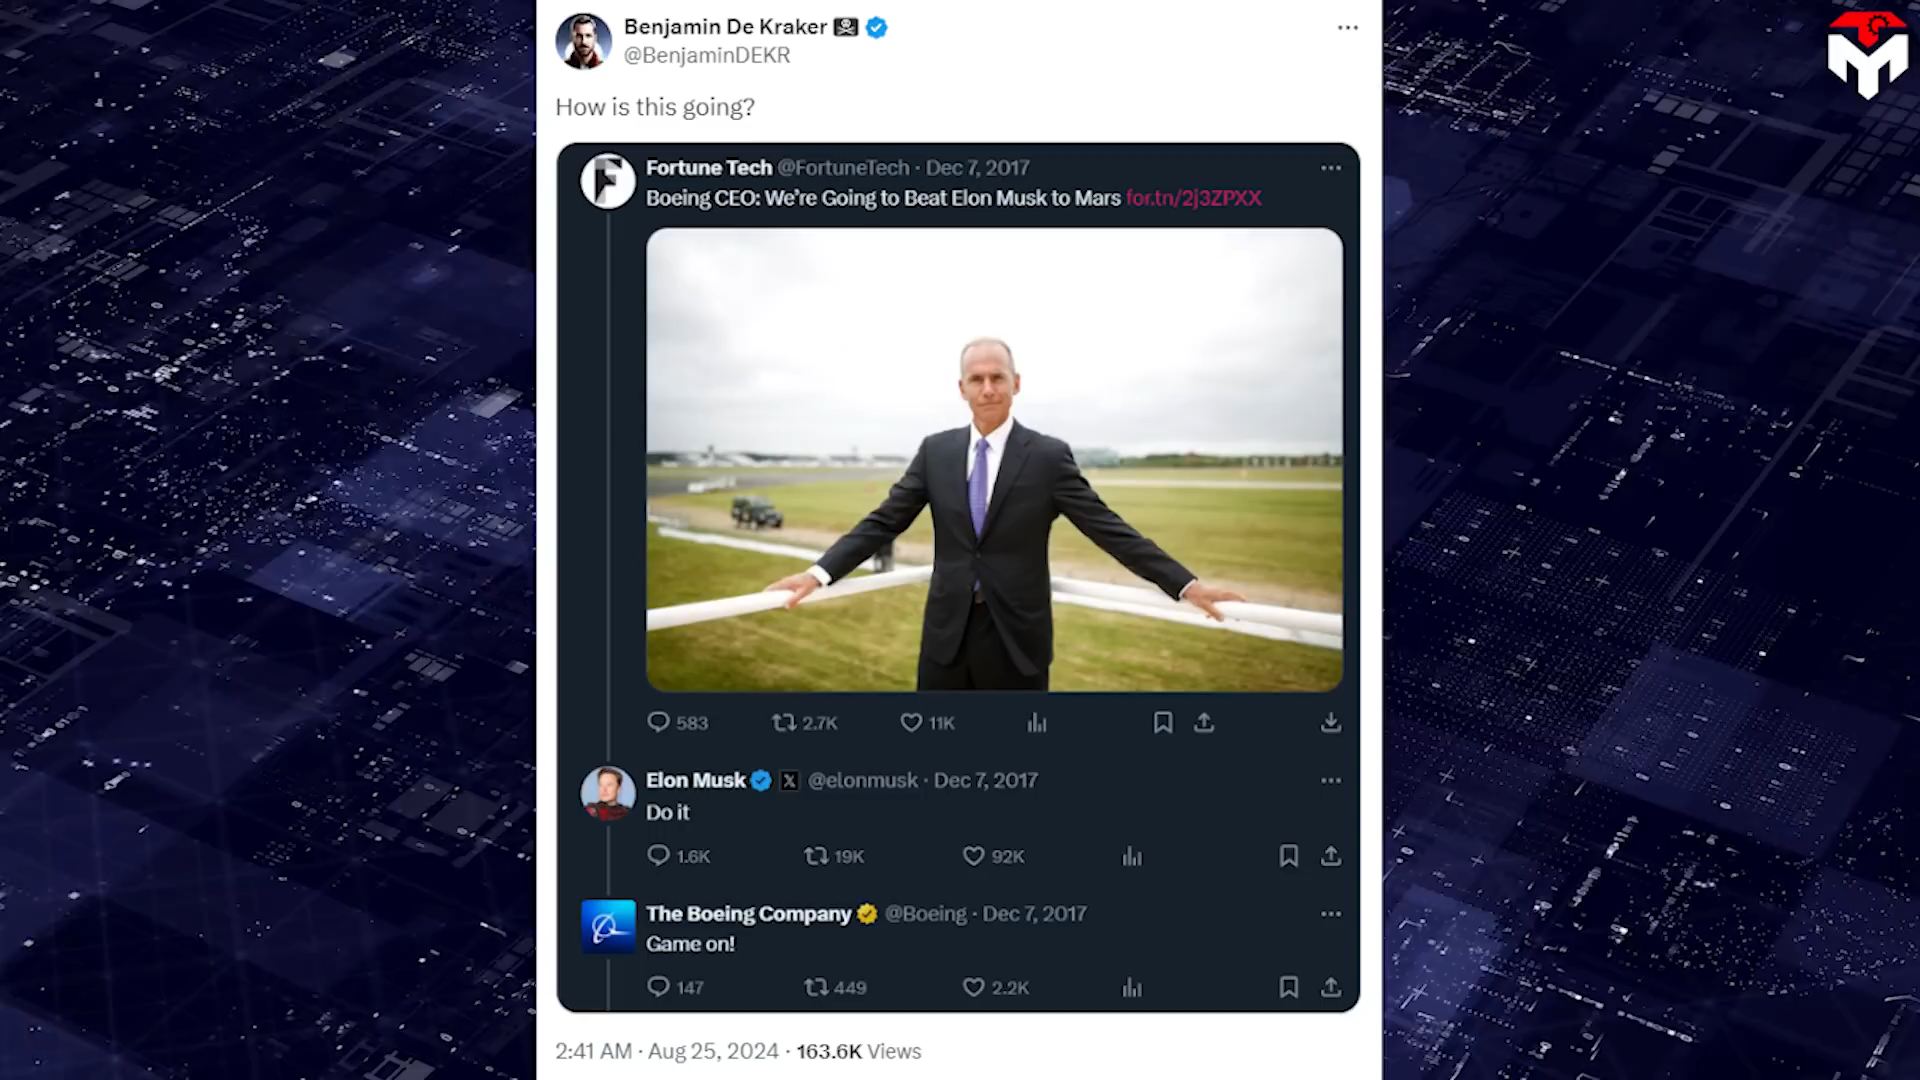 Benjamin De Kraker
@BenjaminDEKR
How is this going?
Fortune Tech @FortuneTech · Dec 7, 2017
Boeing CEO: We're Going to Beat Elon Musk to Mars for.tn/2j3ZPXX
583 2.7K 11K
Elon Musk @elonmusk · Dec 7, 2017
Do it
1.6K 19K 92K
The Boeing Company @Boeing · Dec 7, 2017
Game on!
147 449 2.2K
2:41 AM · Aug 25, 2024 · 163.6K Views